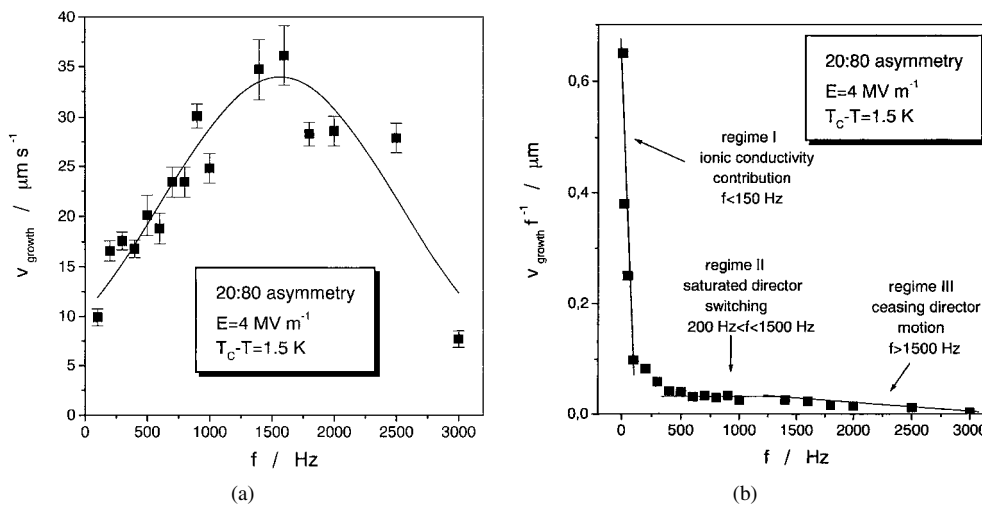 40
35
30
25
20
15
10
5
0
v growth / μm s⁻¹
20:80 asymmetry
E=4 MV m⁻¹
T_C-T=1.5 K
0 500 1000 1500 2000 2500 3000
f / Hz
(a)
0,6
0,4
0,2
0,0
v growth f⁻¹ / μm
20:80 asymmetry
E=4 MV m⁻¹
T_C-T=1.5 K
regime I
ionic conductivity
contribution
f<150 Hz
regime II
saturated director
switching
200 Hz<f<1500 Hz
regime III
ceasing director
motion
f>1500 Hz
0 500 1000 1500 2000 2500 3000
f / Hz
(b)